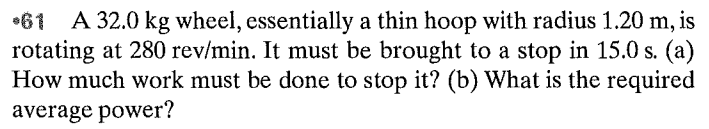 •61 A 32.0 kg wheel, essentially a thin hoop with radius 1.20 m, is
rotating at 280 rev/min. It must be brought to a stop in 15.0 s. (a)
How much work must be done to stop it? (b) What is the required
average power?